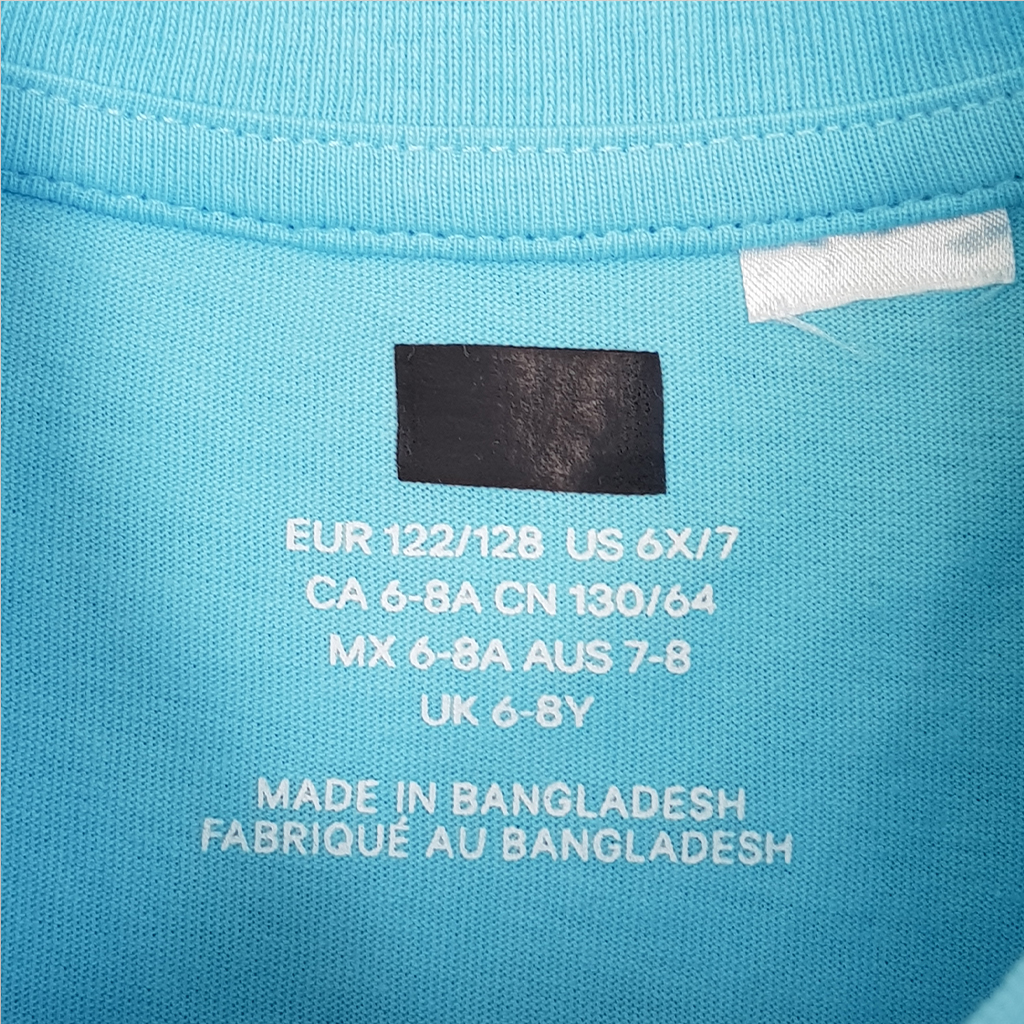 EUR 122/128 US 6X/7
CA 6-8A CN 130/64
MX 6-8A AUS 7-8
UK 6-8Y
MADE IN BANGLADESH
FABRIQUÉ AU BANGLADESH